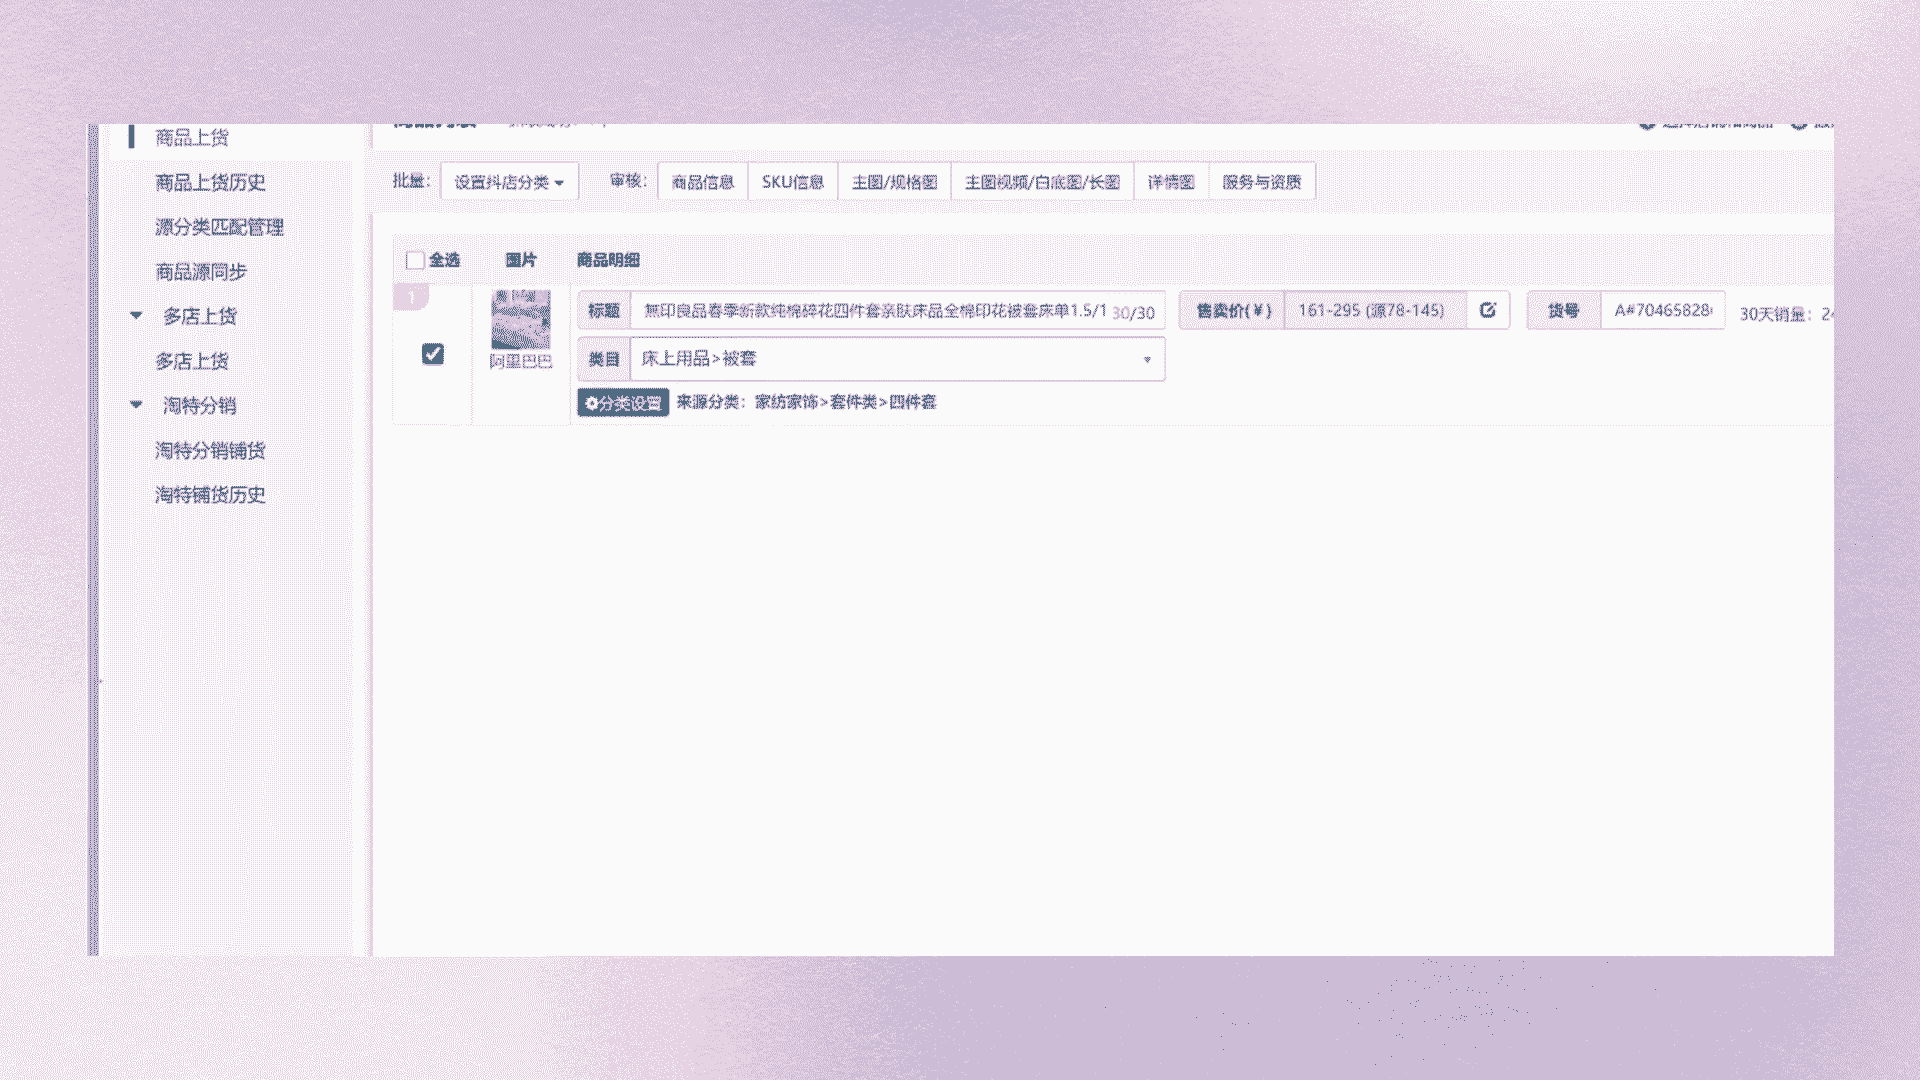 商品上货
商品上货历史
源分类匹配管理
商品源同步
多店上货
多店上货
淘特分销
淘特分销铺货
淘特铺货历史
批量： 设置抖店分类 审核： 商品信息 SKU信息 主图/规格图 主图视频/白底图/长图 详情图 服务与资质
全选 图片 商品明细
1
标题 無印良品春季新款纯棉碎花四件套亲肤床品全棉印花被套床单1.5/1 30/30 售卖价(￥) 161-295 (源78-145) 货号 A#70465828 30天销量：
阿里巴巴 类目 床上用品>被套
分类设置 来源分类：家纺家饰>套件类>四件套